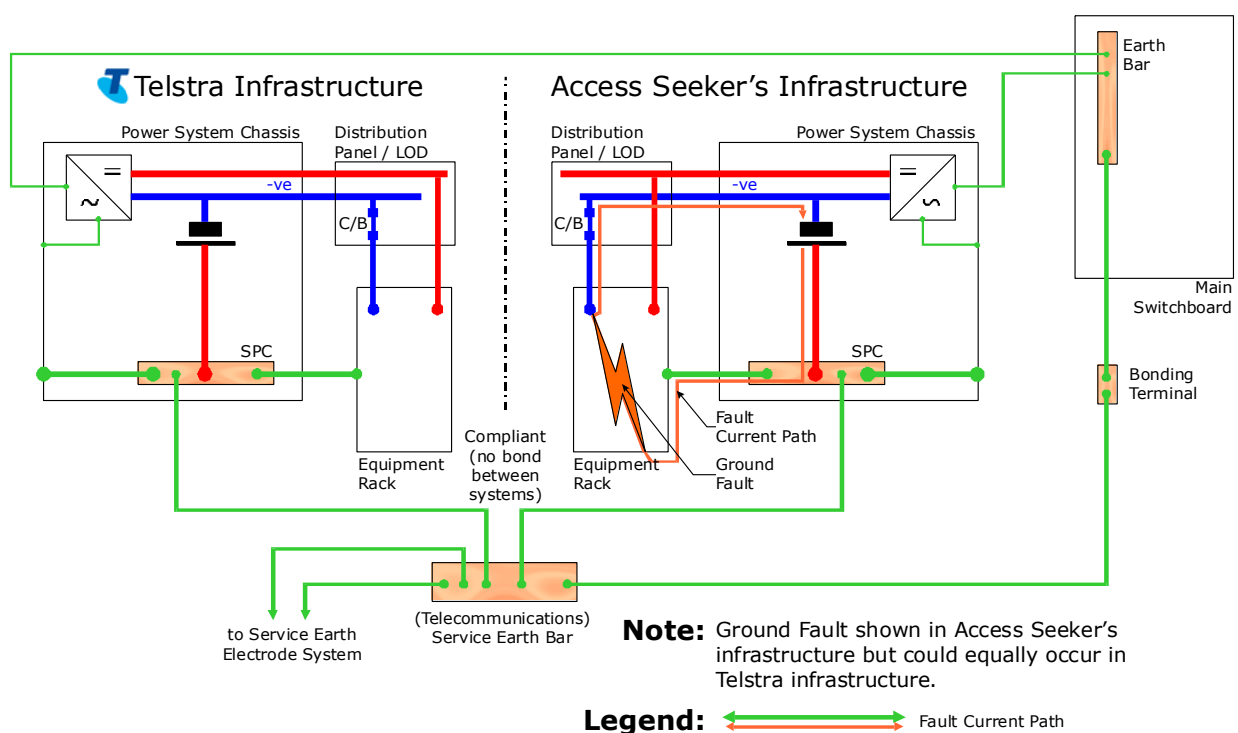 Earth
Bar
T Telstra Infrastructure
Access Seeker's Infrastructure
Power System Chassis
Distribution
Panel / LOD
Distribution
Panel / LOD
Power System Chassis
=
~
-ve
C/B
C/B
-ve
=
~
Main
Switchboard
SPC
SPC
Bonding
Terminal
Compliant
(no bond
between
systems)
Equipment
Rack
Equipment
Rack
Fault
Current Path
Ground
Fault
(Telecommunications)
Service Earth Bar
to Service Earth
Electrode System
Note: Ground Fault shown in Access Seeker's
infrastructure but could equally occur in
Telstra infrastructure.
Legend: Fault Current Path